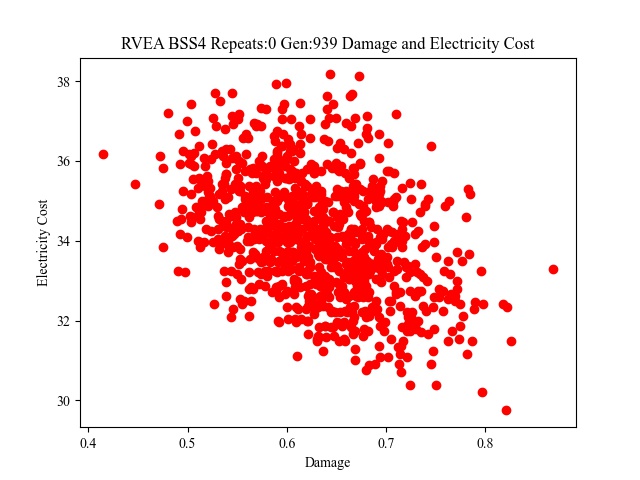 RVEA BSS4 Repeats:0 Gen:939 Damage and Electricity Cost
38
36
34
32
30
Electricity Cost
0.4 0.5 0.6 0.7 0.8
Damage